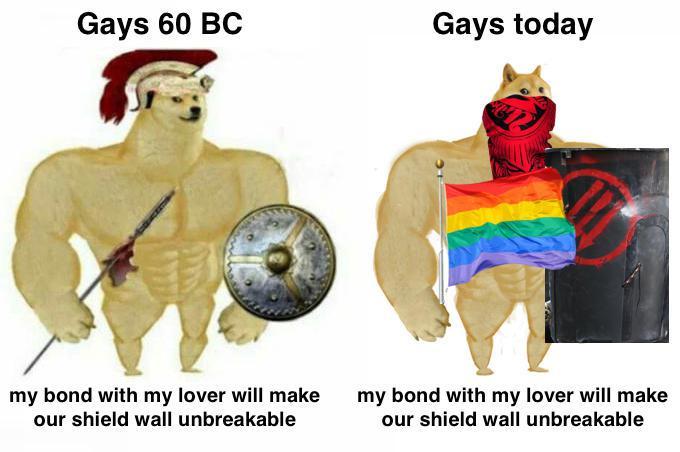 Gays 60 BC
Gays today
my bond with my lover will make
our shield wall unbreakable
my bond with my lover will make
our shield wall unbreakable